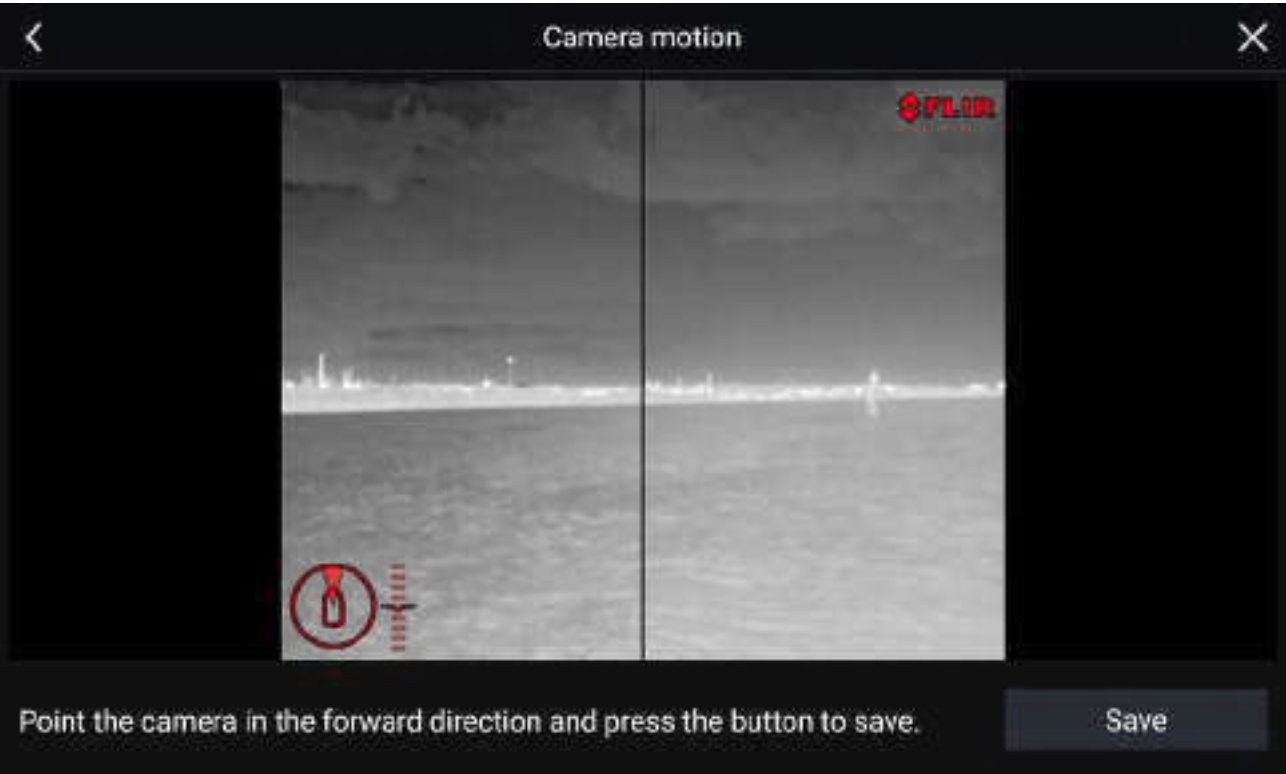 Camera motion
FLIR
Point the camera in the forward direction and press the button to save.
Save